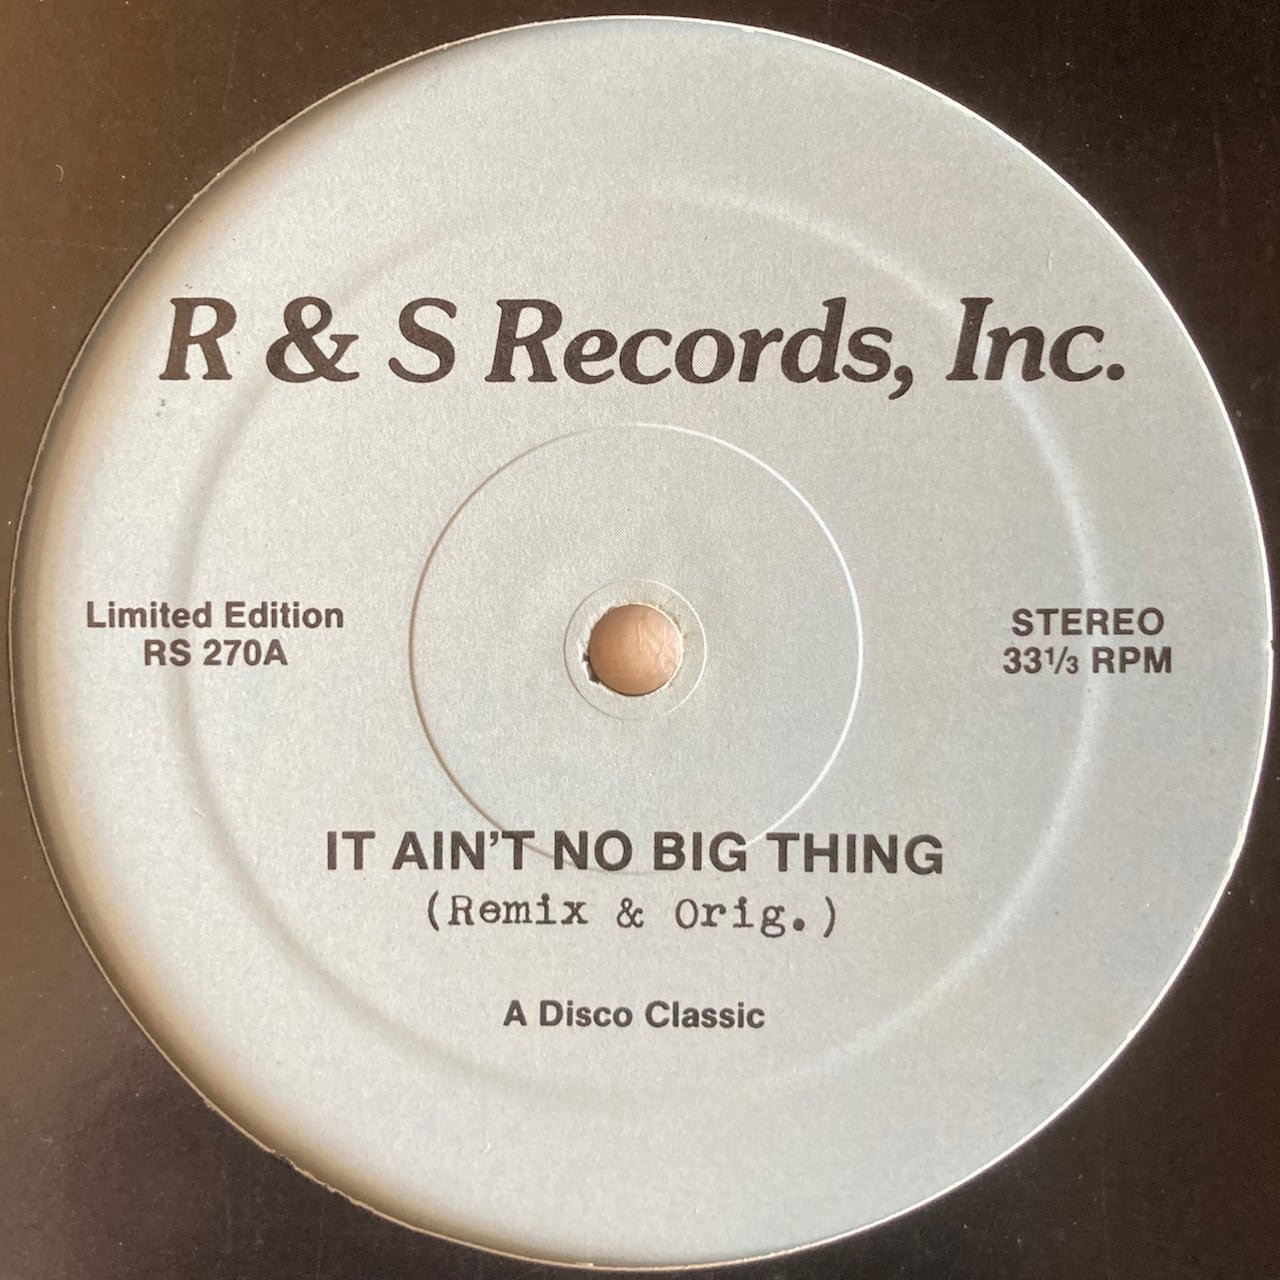 R & S Records, Inc.
Limited Edition
RS 270A
STEREO
33⅓ RPM
IT AIN'T NO BIG THING
(Remix & Orig.)
A Disco Classic